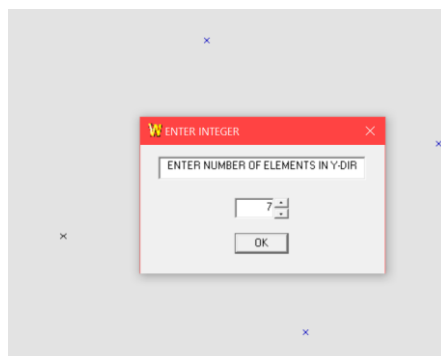 ENTER INTEGER
ENTER NUMBER OF ELEMENTS IN Y-DIR
7
OK